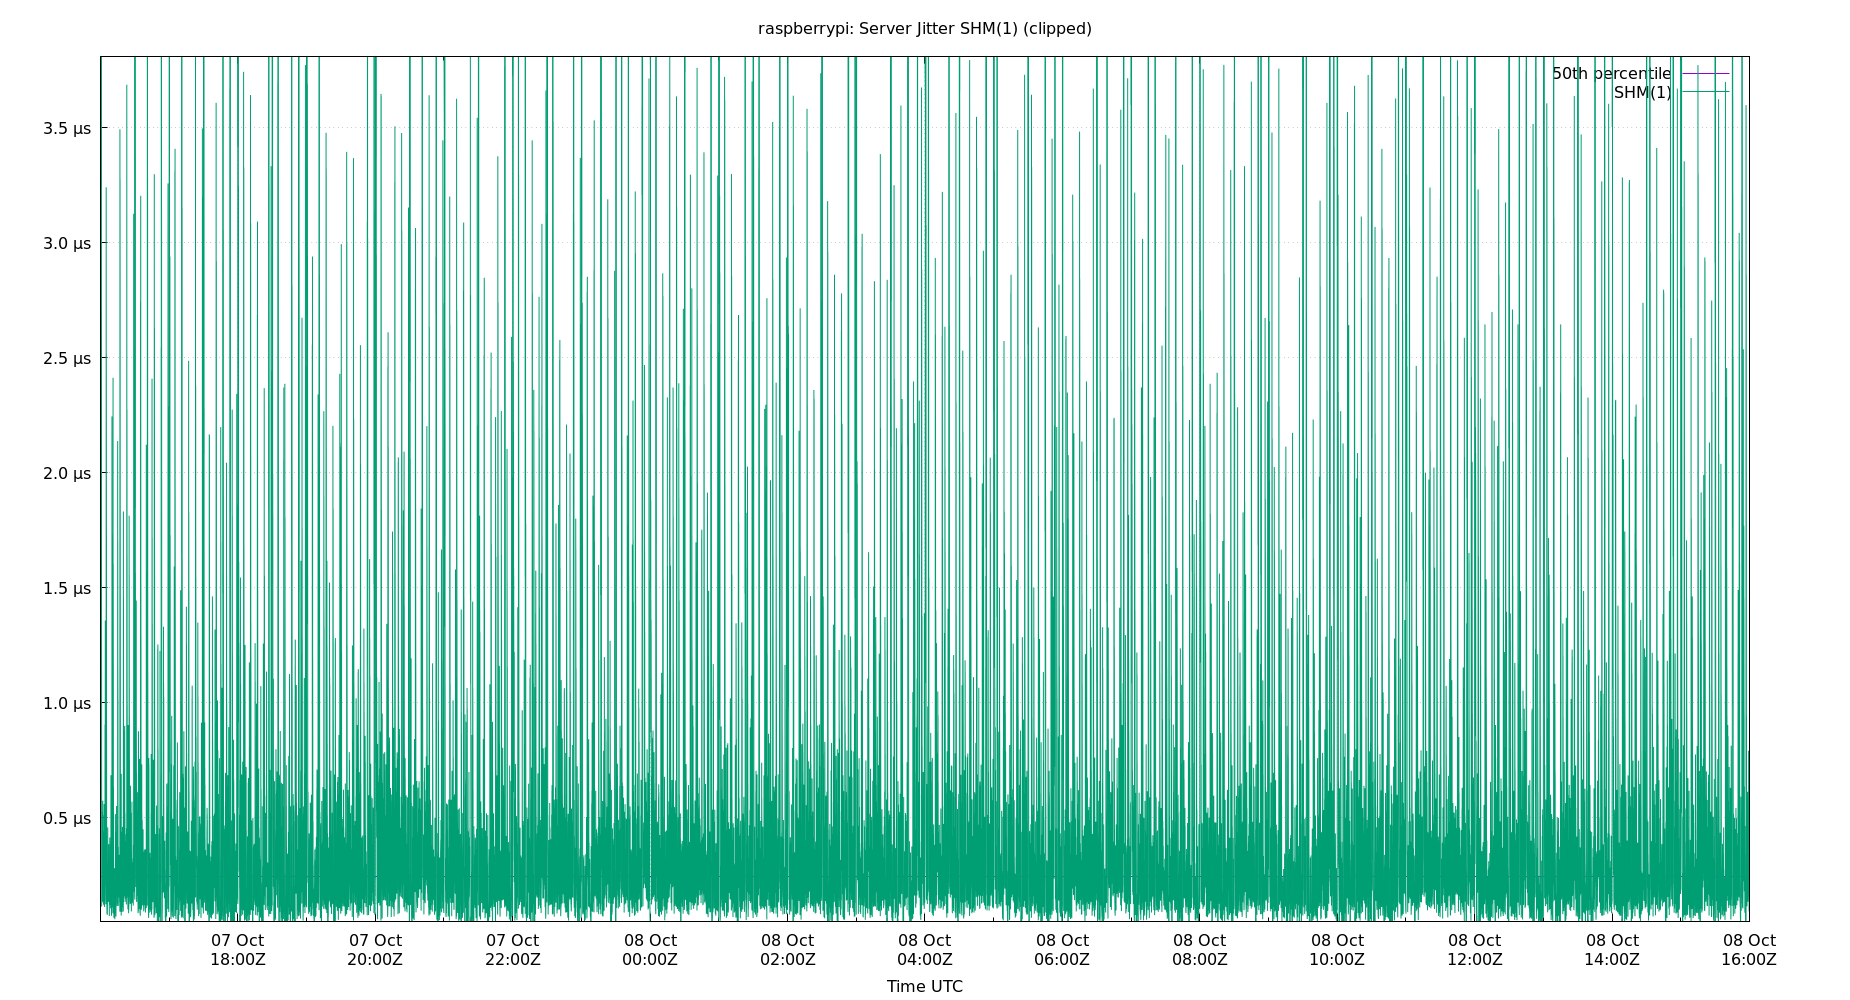 raspberrypi: Server Jitter SHM(1) (clipped)
50th percentile
SHM(1)
3.5 µs
3.0 µs
2.5 µs
2.0 µs
1.5 µs
1.0 µs
0.5 µs
07 Oct 07 Oct 07 Oct 08 Oct 08 Oct 08 Oct 08 Oct 08 Oct 08 Oct 08 Oct 08 Oct 08 Oct
18:00Z 20:00Z 22:00Z 00:00Z 02:00Z 04:00Z 06:00Z 08:00Z 10:00Z 12:00Z 14:00Z 16:00Z
Time UTC